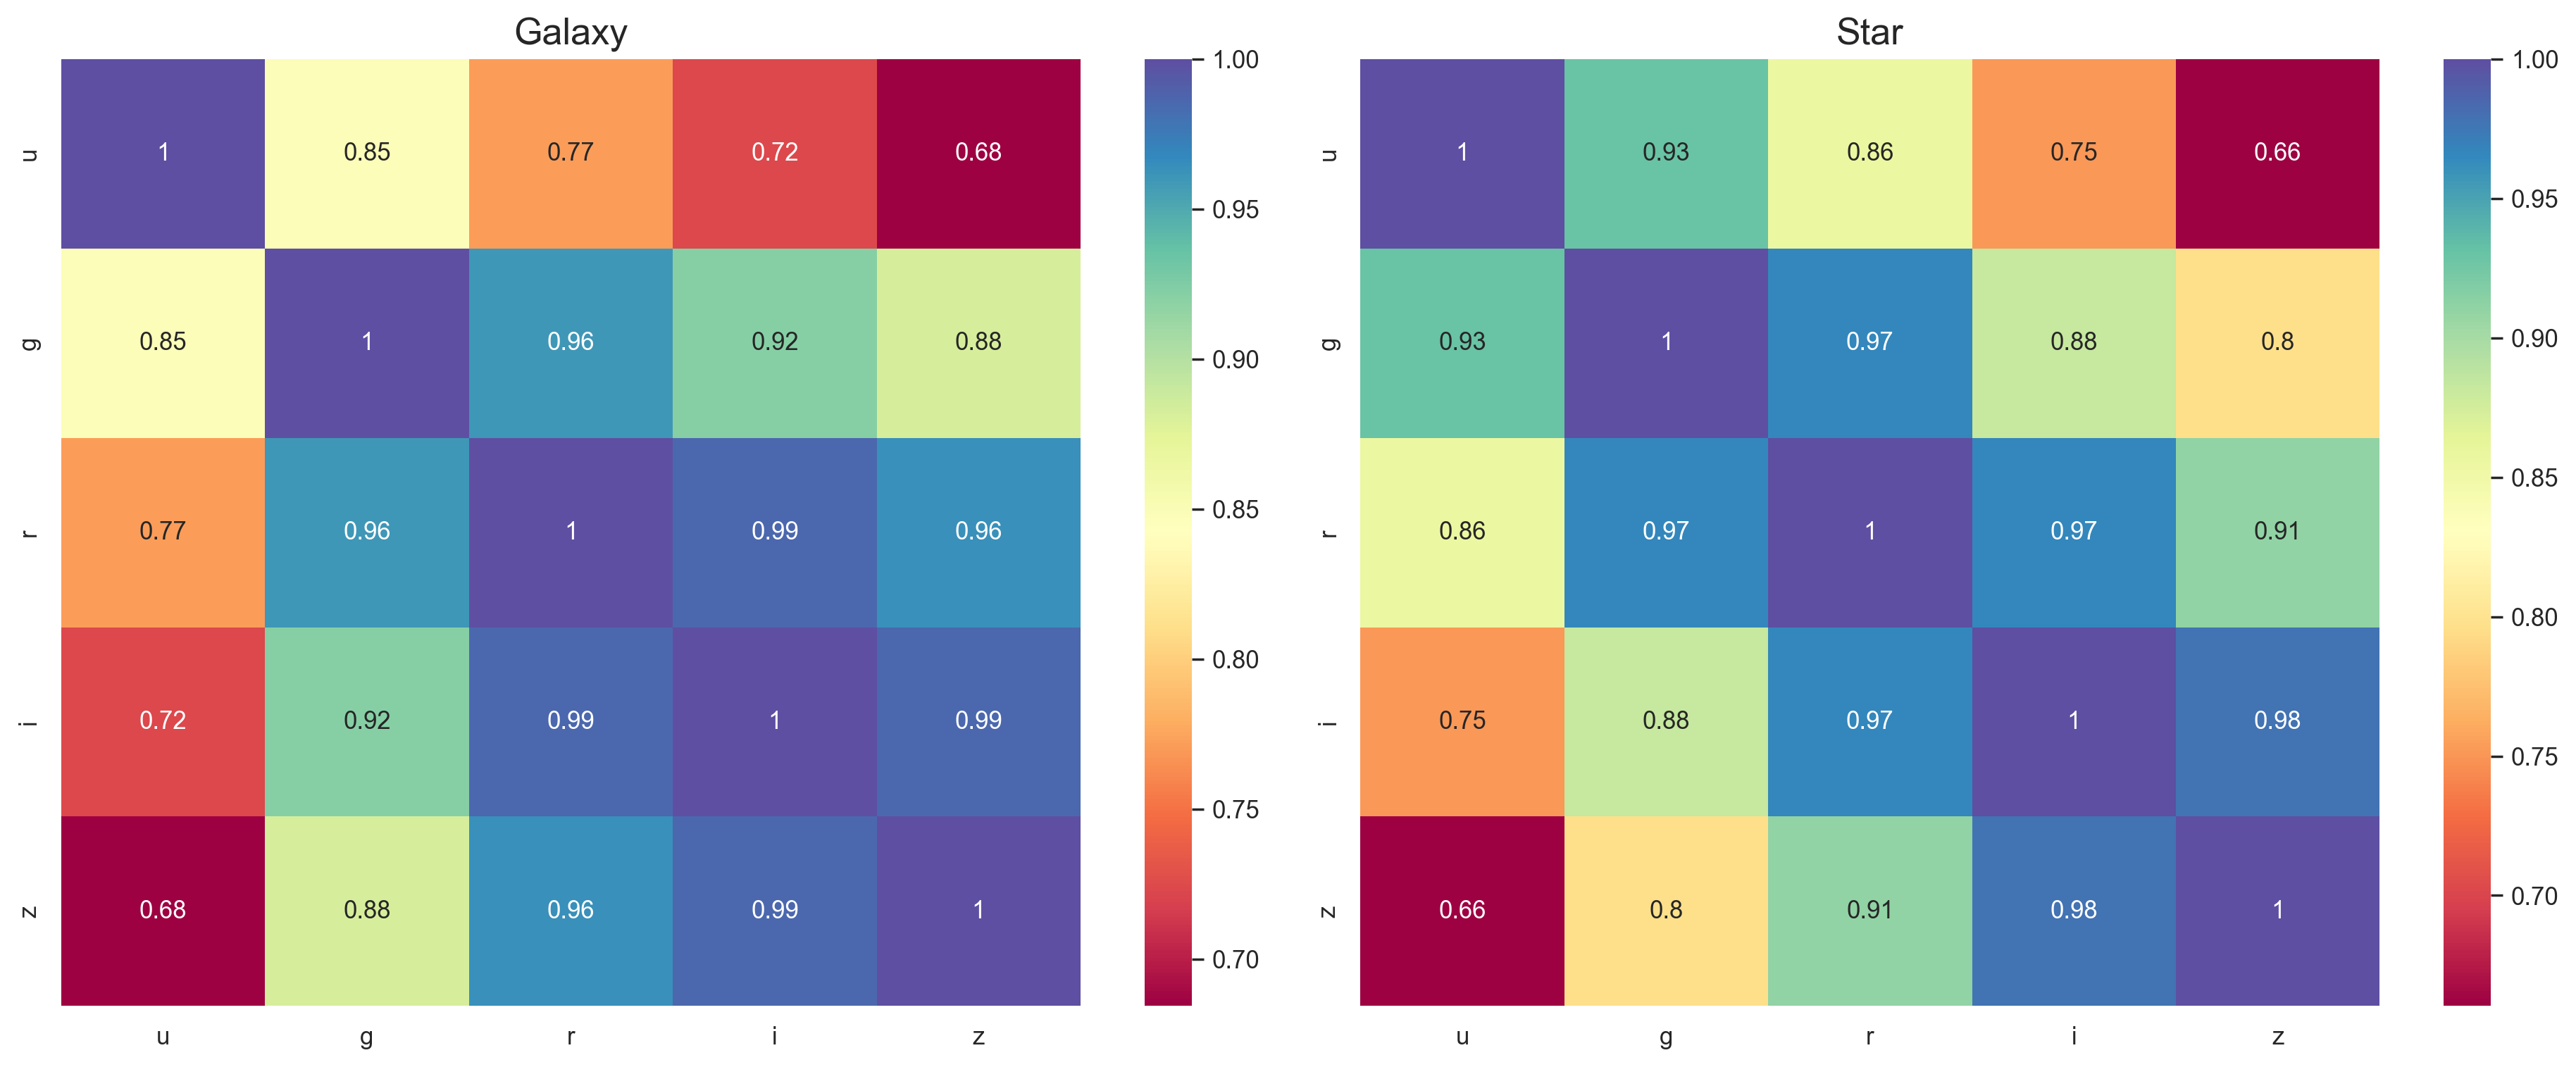 Galaxy
u 1 0.85 0.77 0.72 0.68
g 0.85 1 0.96 0.92 0.88
r 0.77 0.96 1 0.99 0.96
i 0.72 0.92 0.99 1 0.99
z 0.68 0.88 0.96 0.99 1
u g r i z
1.00
0.95
0.90
0.85
0.80
0.75
0.70
Star
u 1 0.93 0.86 0.75 0.66
g 0.93 1 0.97 0.88 0.8
r 0.86 0.97 1 0.97 0.91
i 0.75 0.88 0.97 1 0.98
z 0.66 0.8 0.91 0.98 1
u g r i z
1.00
0.95
0.90
0.85
0.80
0.75
0.70